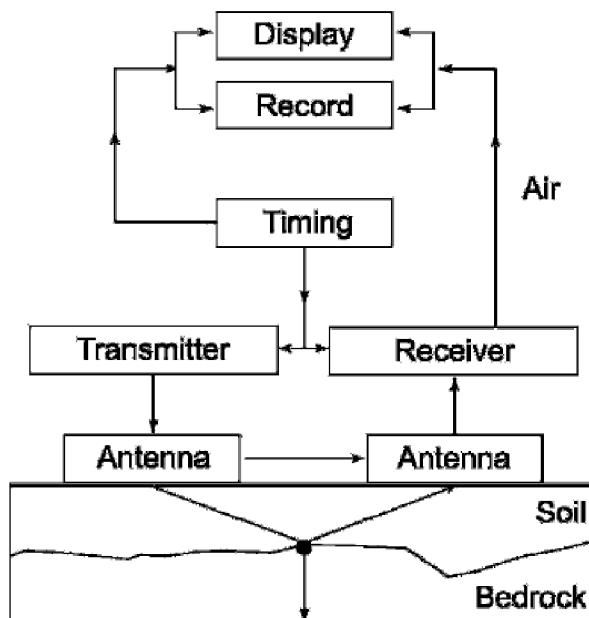 Display
Record
Air
Timing
Transmitter
Receiver
Antenna
Antenna
Soil
Bedrock